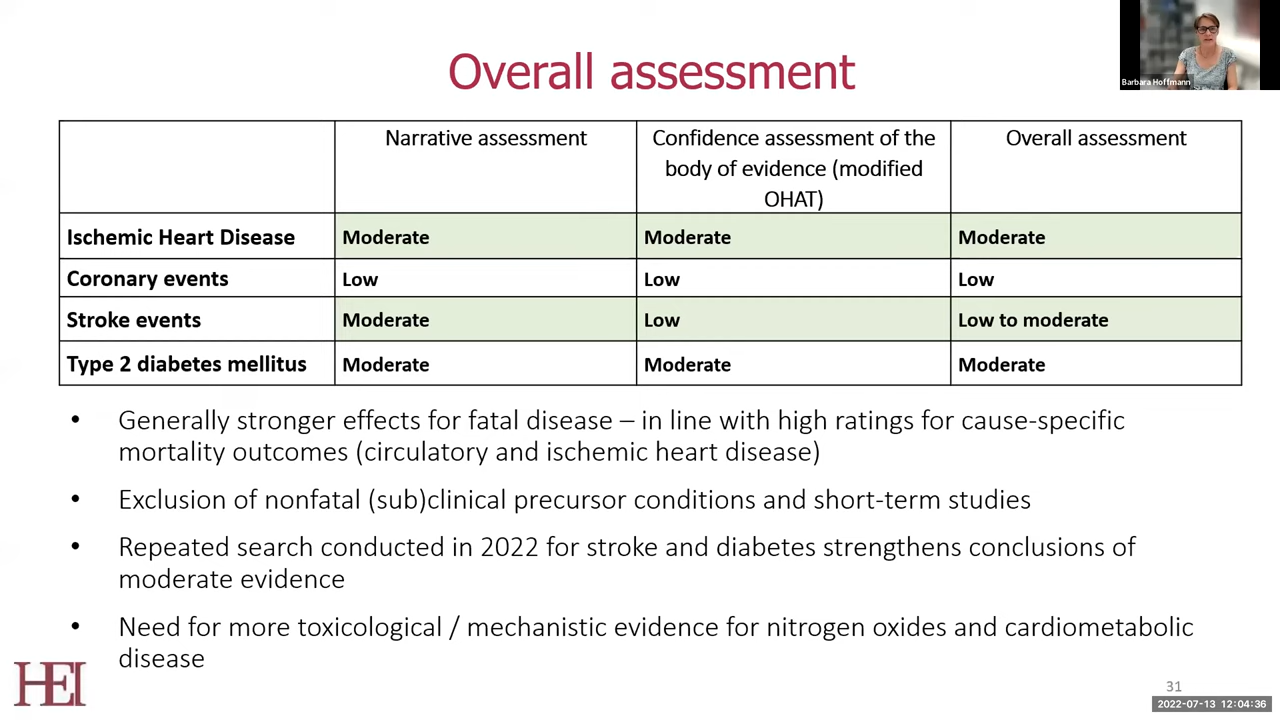 Barbara Hoffmann
Overall assessment
Narrative assessment
Confidence assessment of the
body of evidence (modified
OHAT)
Overall assessment
Ischemic Heart Disease Moderate Moderate Moderate
Coronary events Low Low Low
Stroke events Moderate Low Low to moderate
Type 2 diabetes mellitus Moderate Moderate Moderate
• Generally stronger effects for fatal disease – in line with high ratings for cause-specific
mortality outcomes (circulatory and ischemic heart disease)
• Exclusion of nonfatal (sub)clinical precursor conditions and short-term studies
• Repeated search conducted in 2022 for stroke and diabetes strengthens conclusions of
moderate evidence
• Need for more toxicological / mechanistic evidence for nitrogen oxides and cardiometabolic
disease
HEI
31
2022-07-13 12:04:36